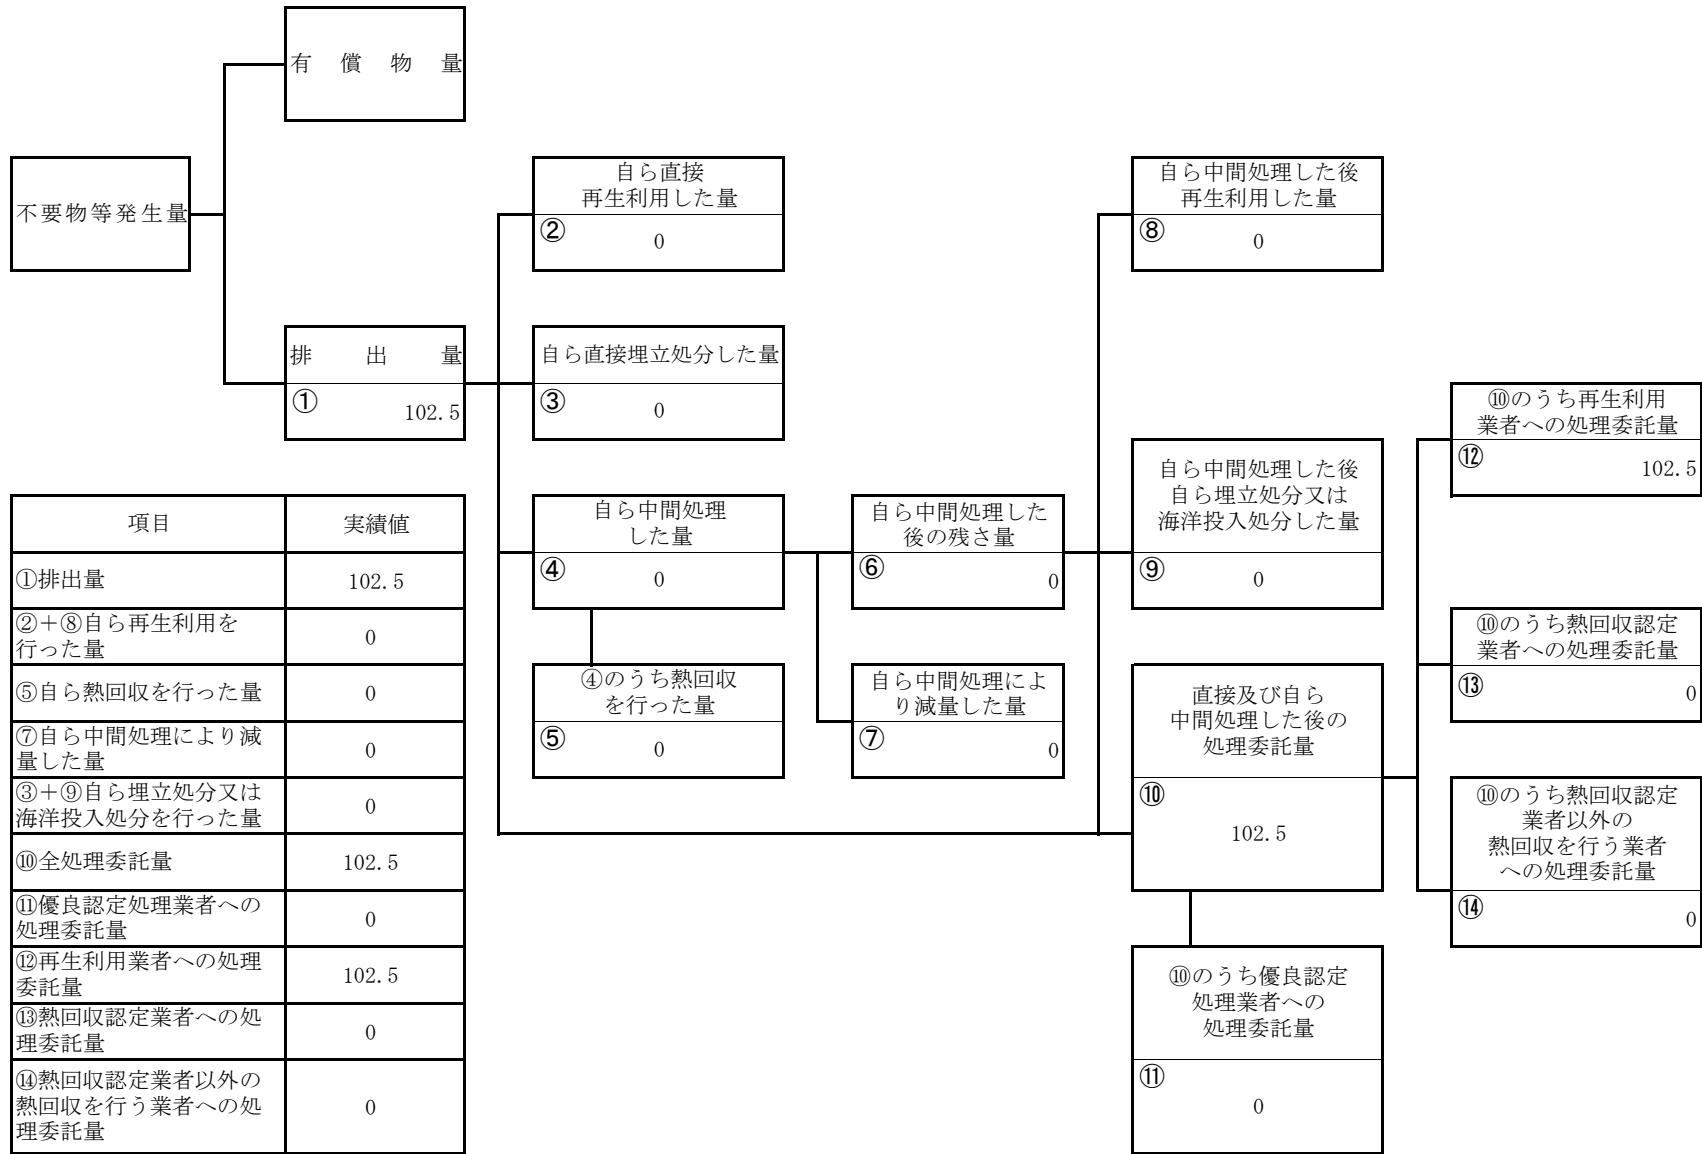 有償物量
不要物等発生量
自ら直接
再生利用した量
②
0
自ら中間処理した後
再生利用した量
⑧
0
排出量
①
102.5
自ら直接埋立処分した量
③
0
⑩のうち再生利用
業者への処理委託量
⑫
102.5
自ら中間処理
した量
④
0
自ら中間処理した
後の残さ量
⑥
0
自ら中間処理した後
自ら埋立処分又は
海洋投入処分した量
⑨
0
④のうち熱回収
を行った量
⑤
0
自ら中間処理によ
り減量した量
⑦
0
直接及び自ら
中間処理した後の
処理委託量
⑩
102.5
⑩のうち熱回収認定
業者への処理委託量
⑬
0
⑩のうち熱回収認定
業者以外の
熱回収を行う業者
への処理委託量
⑭
0
⑩のうち優良認定
処理業者への
処理委託量
⑪
0
項目 実績値
①排出量 102.5
②＋⑧自ら再生利用を
行った量 0
⑤自ら熱回収を行った量 0
⑦自ら中間処理により減
量した量 0
③＋⑨自ら埋立処分又は
海洋投入処分を行った量 0
⑩全処理委託量 102.5
⑪優良認定処理業者への
処理委託量 0
⑫再生利用業者への処理
委託量 102.5
⑬熱回収認定業者への処
理委託量 0
⑭熱回収認定業者以外の
熱回収を行う業者への処
理委託量 0